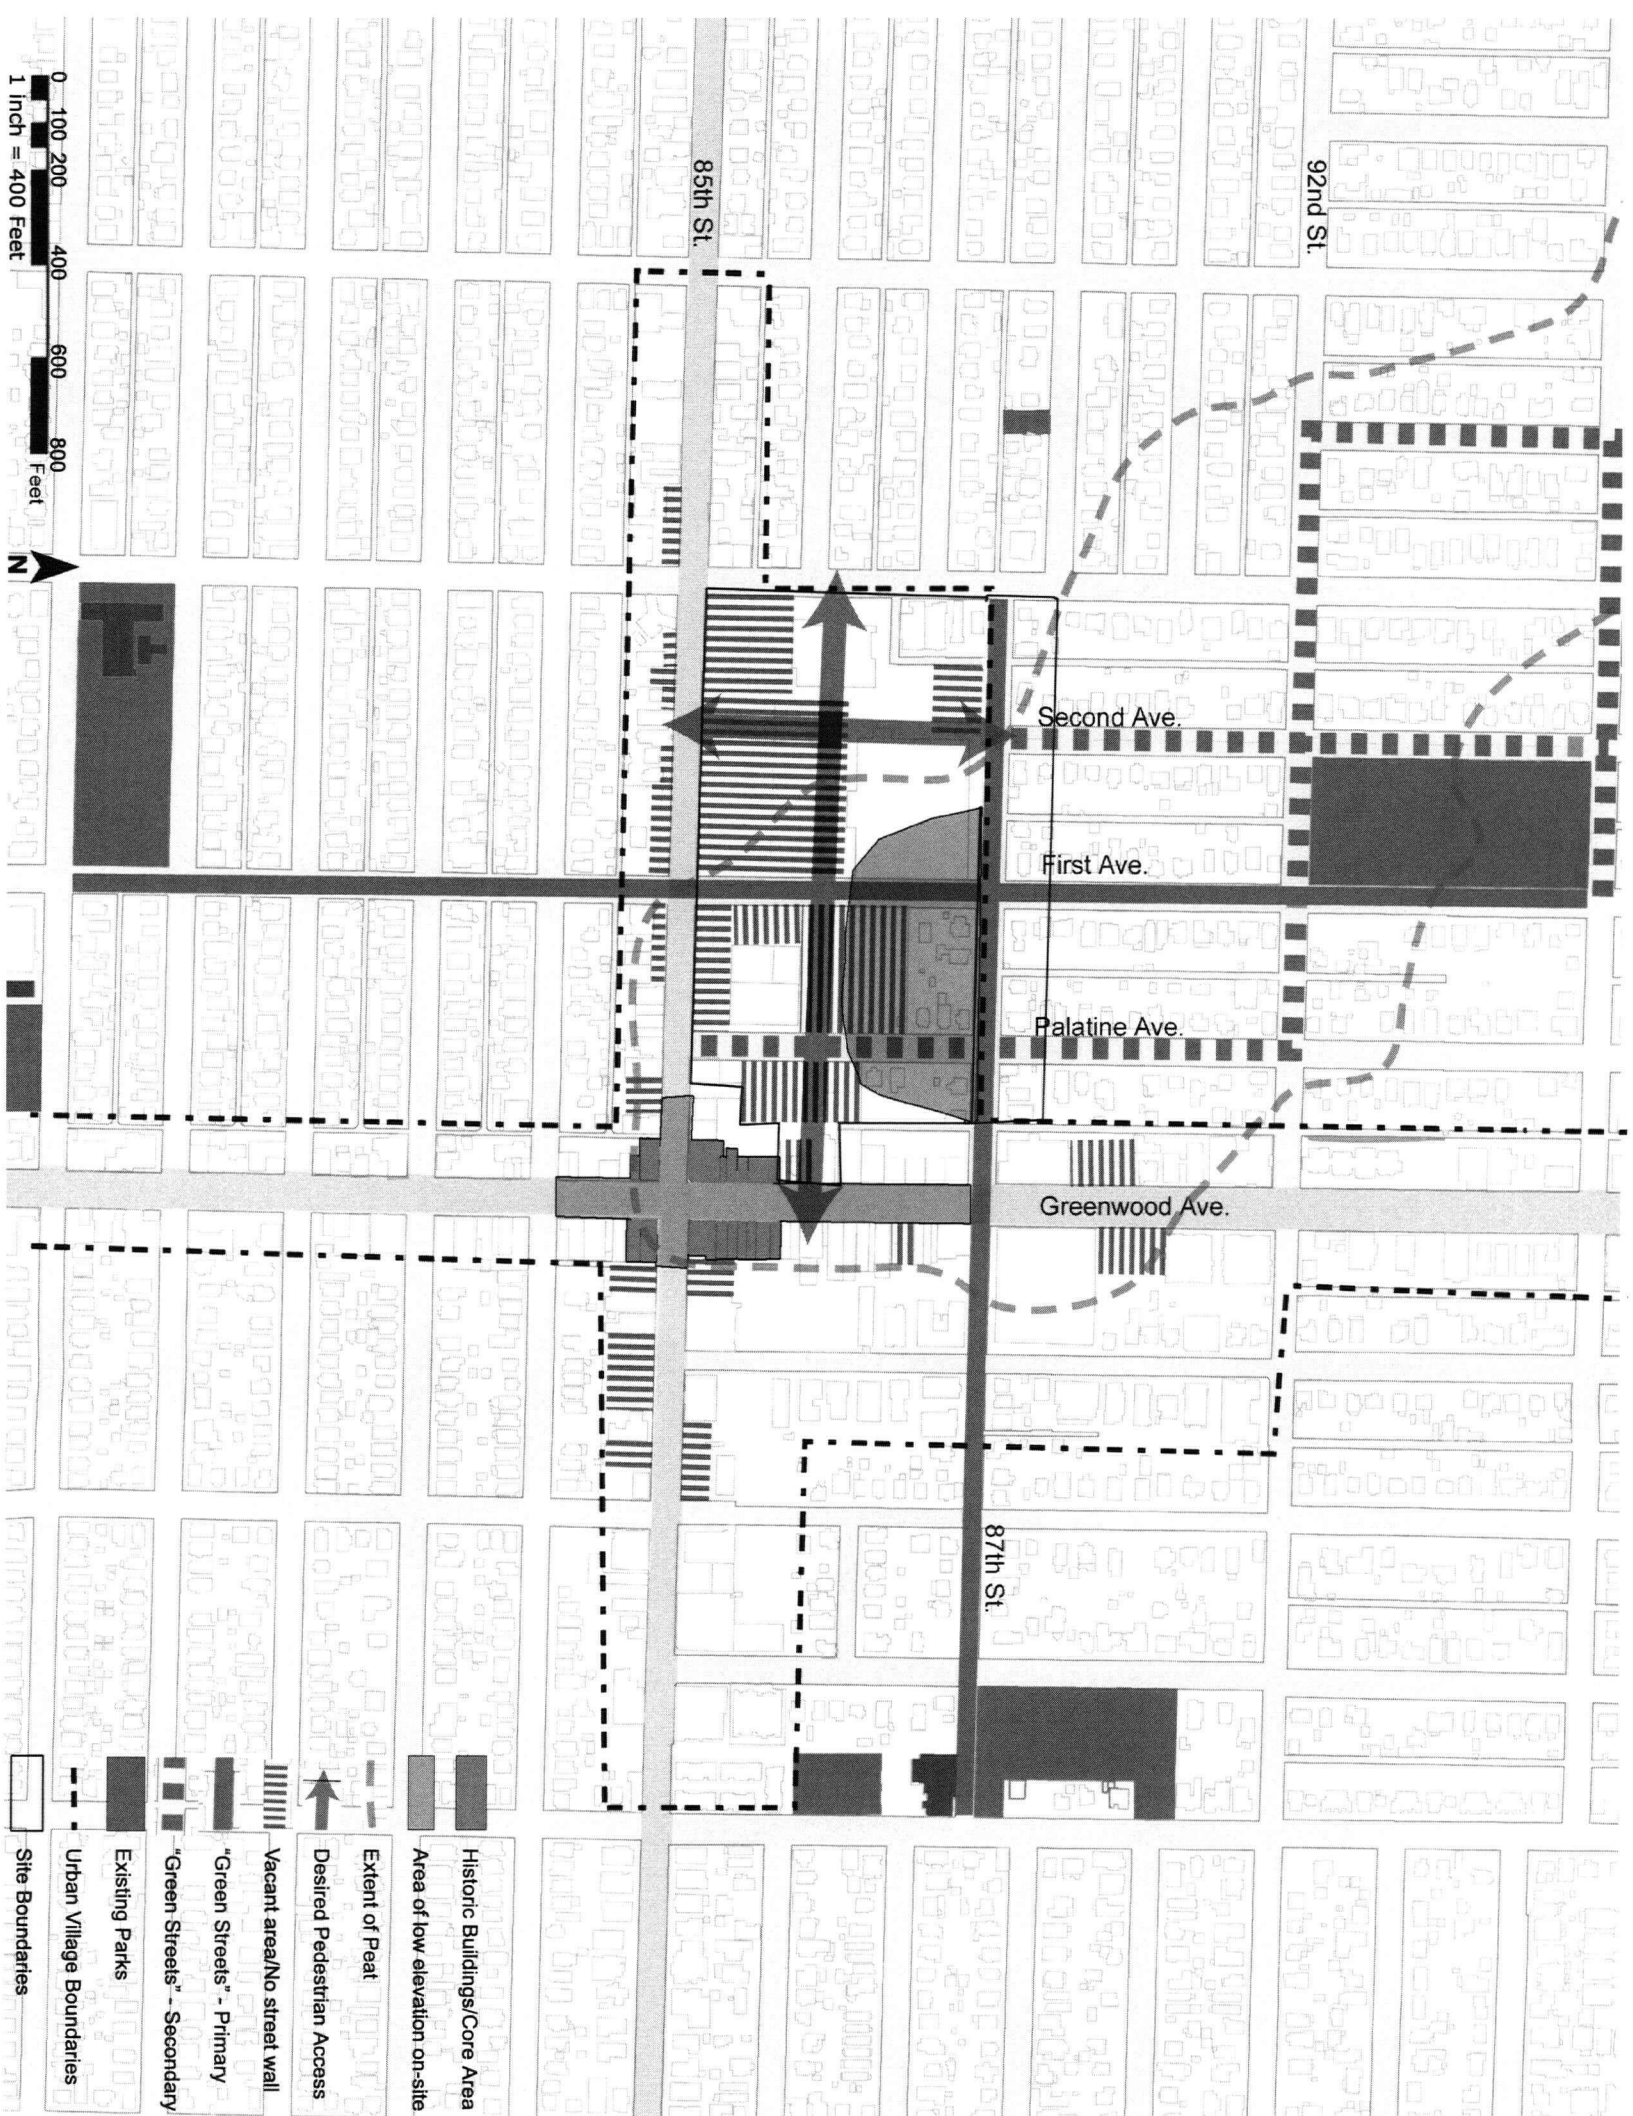 92nd St.
85th St.
Second Ave.
First Ave.
Palatine Ave.
Greenwood Ave.
87th St.
0 100 200 400 600 800 Feet
1 inch = 400 Feet
N
Historic Buildings/Core Area
Area of low elevation on-site
Extent of Peat
Desired Pedestrian Access
Vacant area/No street wall
"Green Streets" - Primary
"Green Streets" - Secondary
Existing Parks
Urban Village Boundaries
Site Boundaries